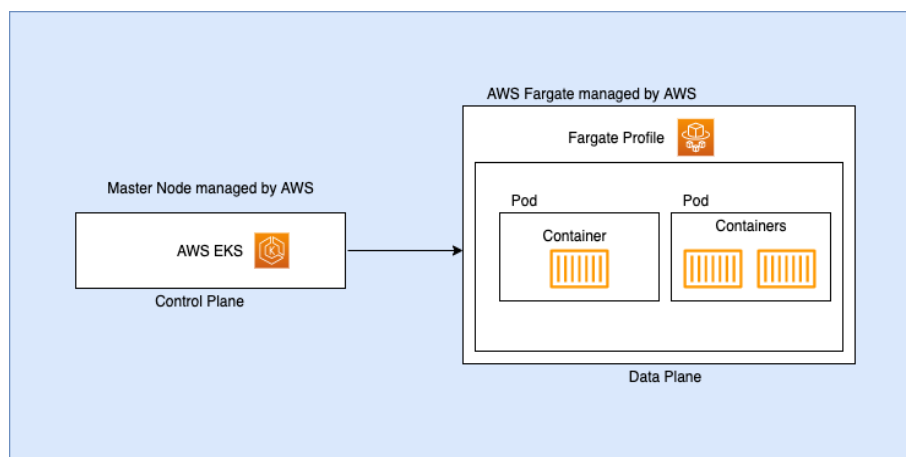 AWS Fargate managed by AWS
Fargate Profile
Master Node managed by AWS
AWS EKS
Control Plane
Pod
Container
Pod
Containers
Data Plane